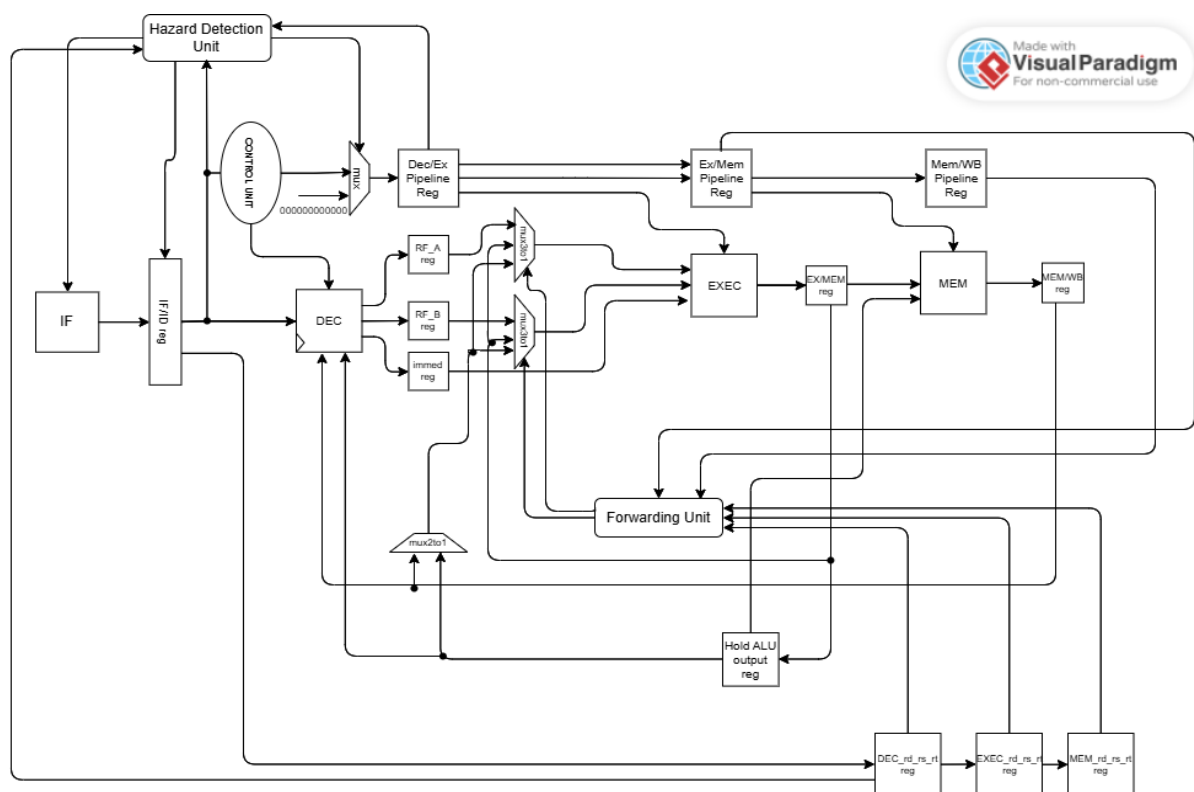 Hazard Detection
Unit
Made with
VisualParadigm
For non-commercial use
CONTROL UNIT
mux
000000000000
Dec/Ex
Pipeline
Reg
Ex/Mem
Pipeline
Reg
Mem/WB
Pipeline
Reg
IF
IF/ID reg
DEC
RF_A
reg
RF_B
reg
immed
reg
mux3to1
mux3to1
EXEC
EX/MEM
reg
MEM
MEM/WB
reg
Forwarding Unit
mux2to1
Hold ALU
output
reg
DEC_rd_rs_rt
reg
EXEC_rd_rs_rt
reg
MEM_rd_rs_rt
reg